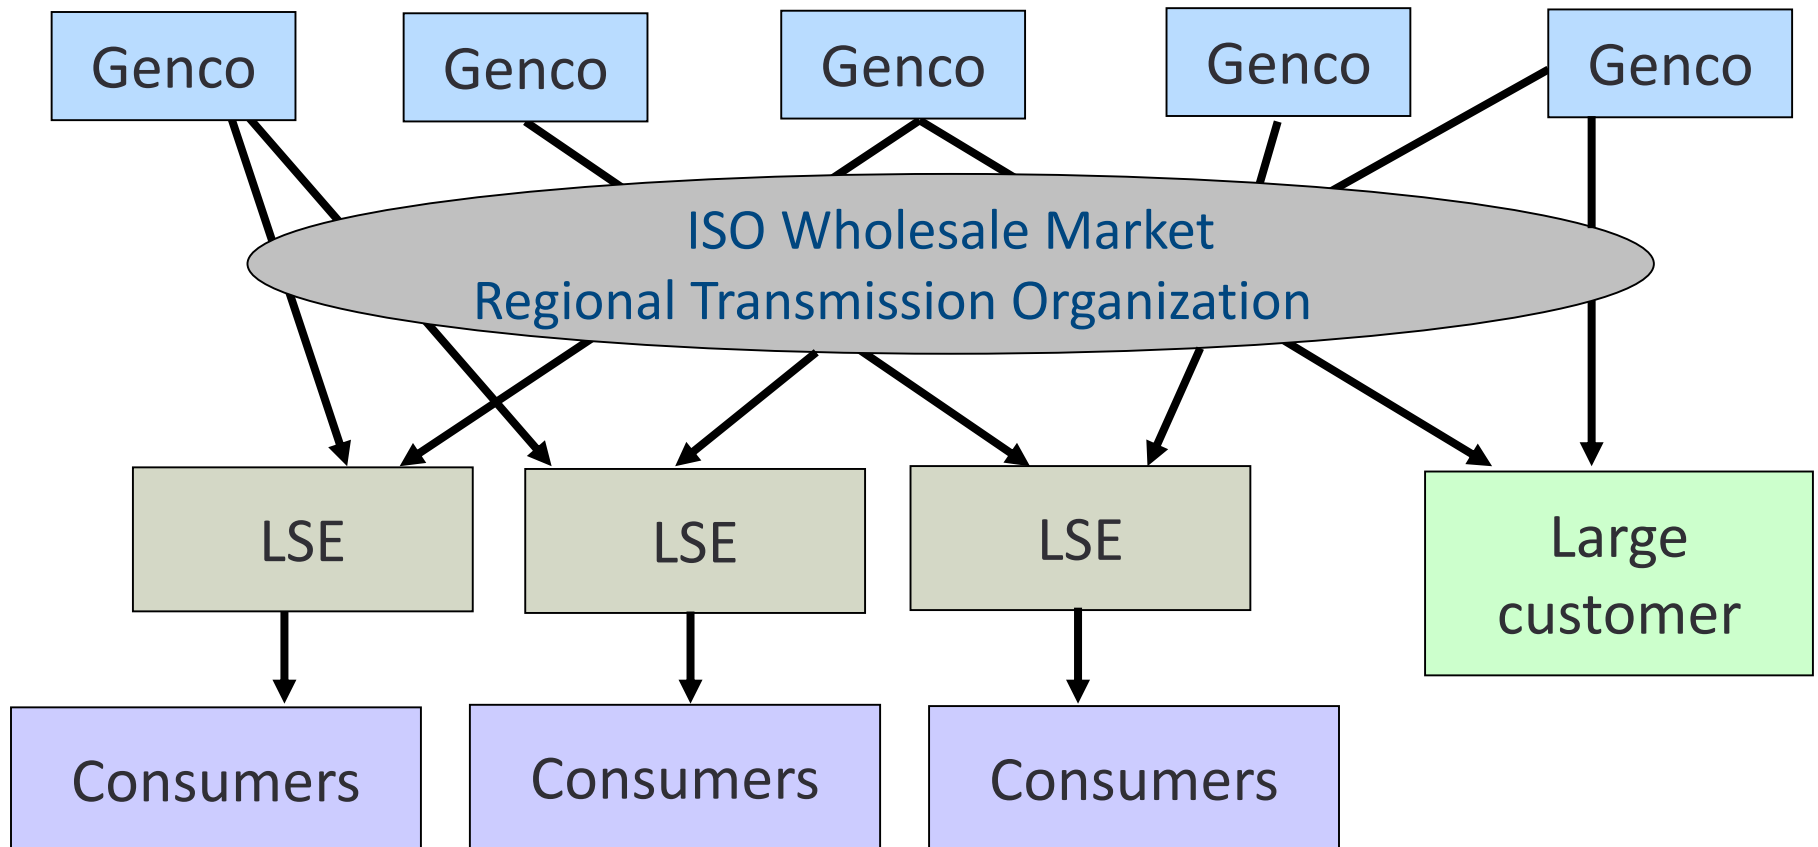 Genco
Genco
Genco
Genco
Genco
ISO Wholesale Market
Regional Transmission Organization
LSE
LSE
LSE
Large
customer
Consumers
Consumers
Consumers